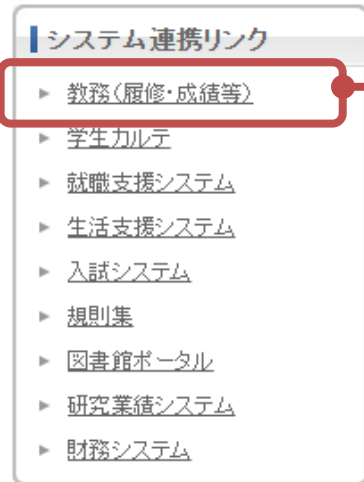 システム連携リンク
教務(履修・成績等)
学生カルテ
就職支援システム
生活支援システム
入試システム
規則集
図書館ポータル
研究業績システム
財務システム